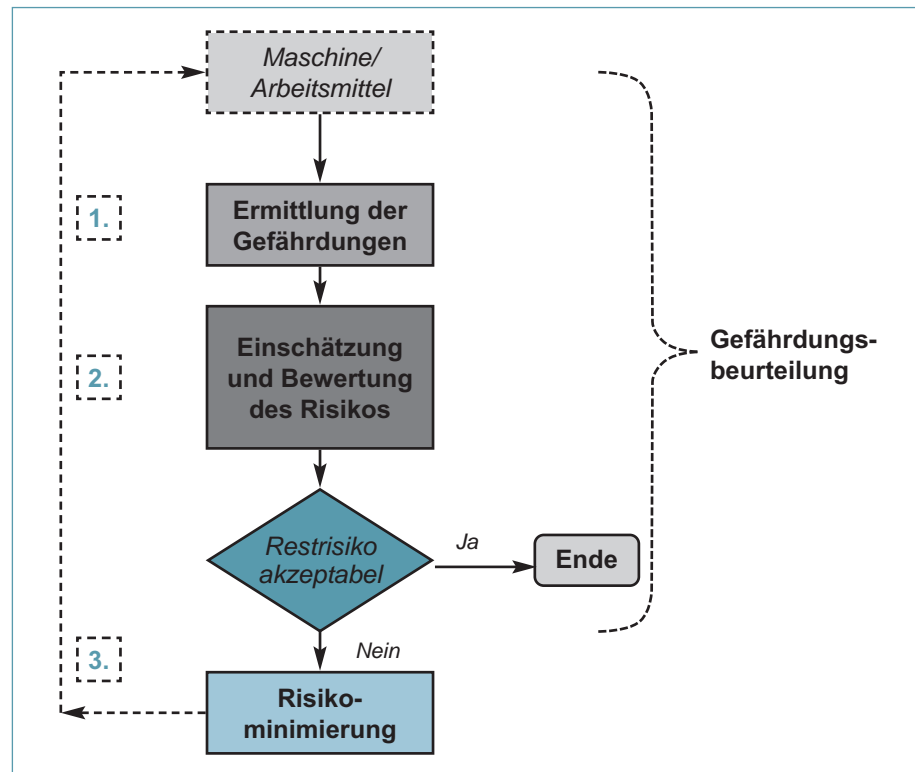 Maschine/
Arbeitsmittel
1.
Ermittlung der
Gefährdungen
2.
Einschätzung
und Bewertung
des Risikos
Gefährdungs-
beurteilung
Restrisiko
akzeptabel
Ja
Ende
Nein
3.
Risiko-
minimierung